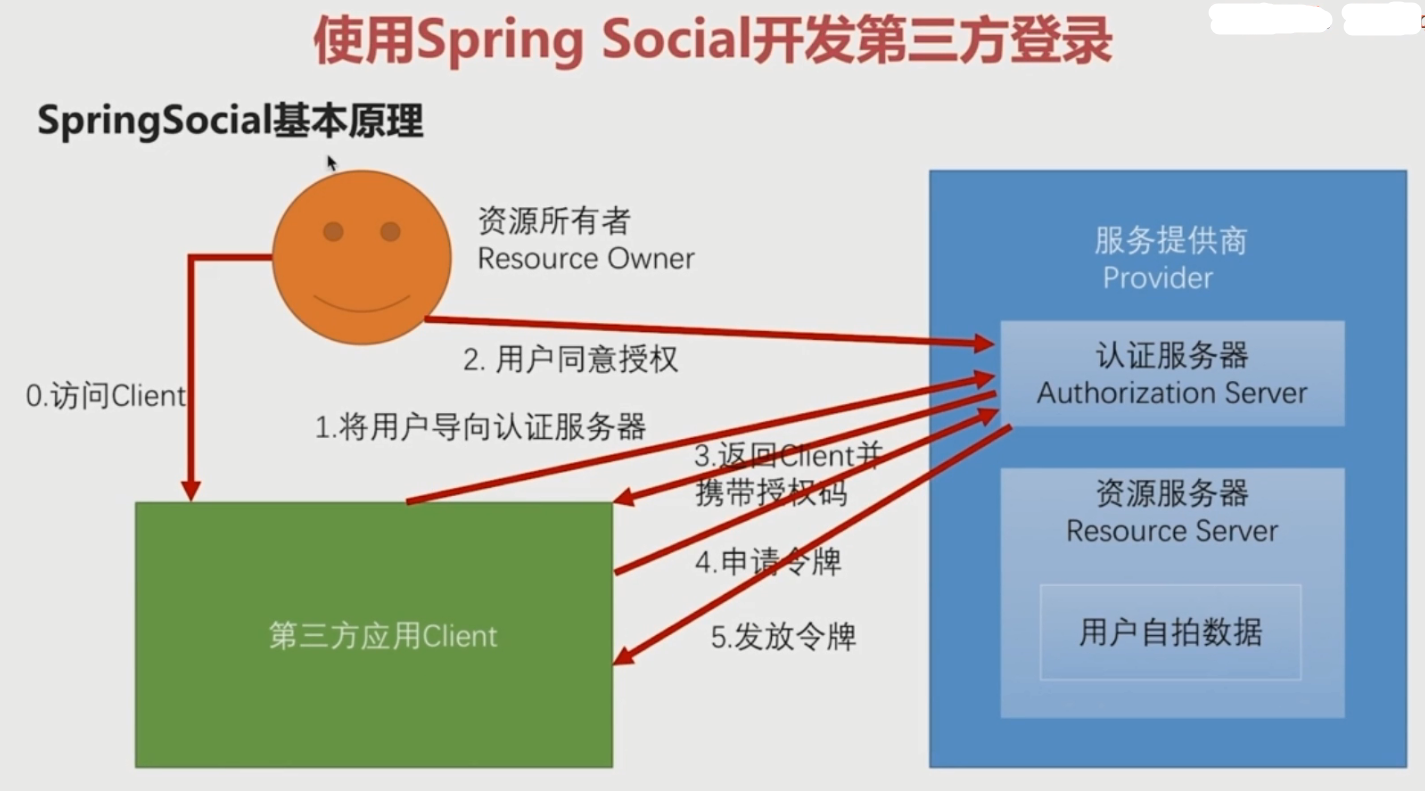 使用Spring Social开发第三方登录
SpringSocial基本原理
资源所有者
Resource Owner
服务提供商
Provider
认证服务器
Authorization Server
2. 用户同意授权
0.访问Client
1.将用户导向认证服务器
3.返回Client并
携带授权码
资源服务器
Resource Server
4.申请令牌
用户自拍数据
第三方应用Client
5.发放令牌